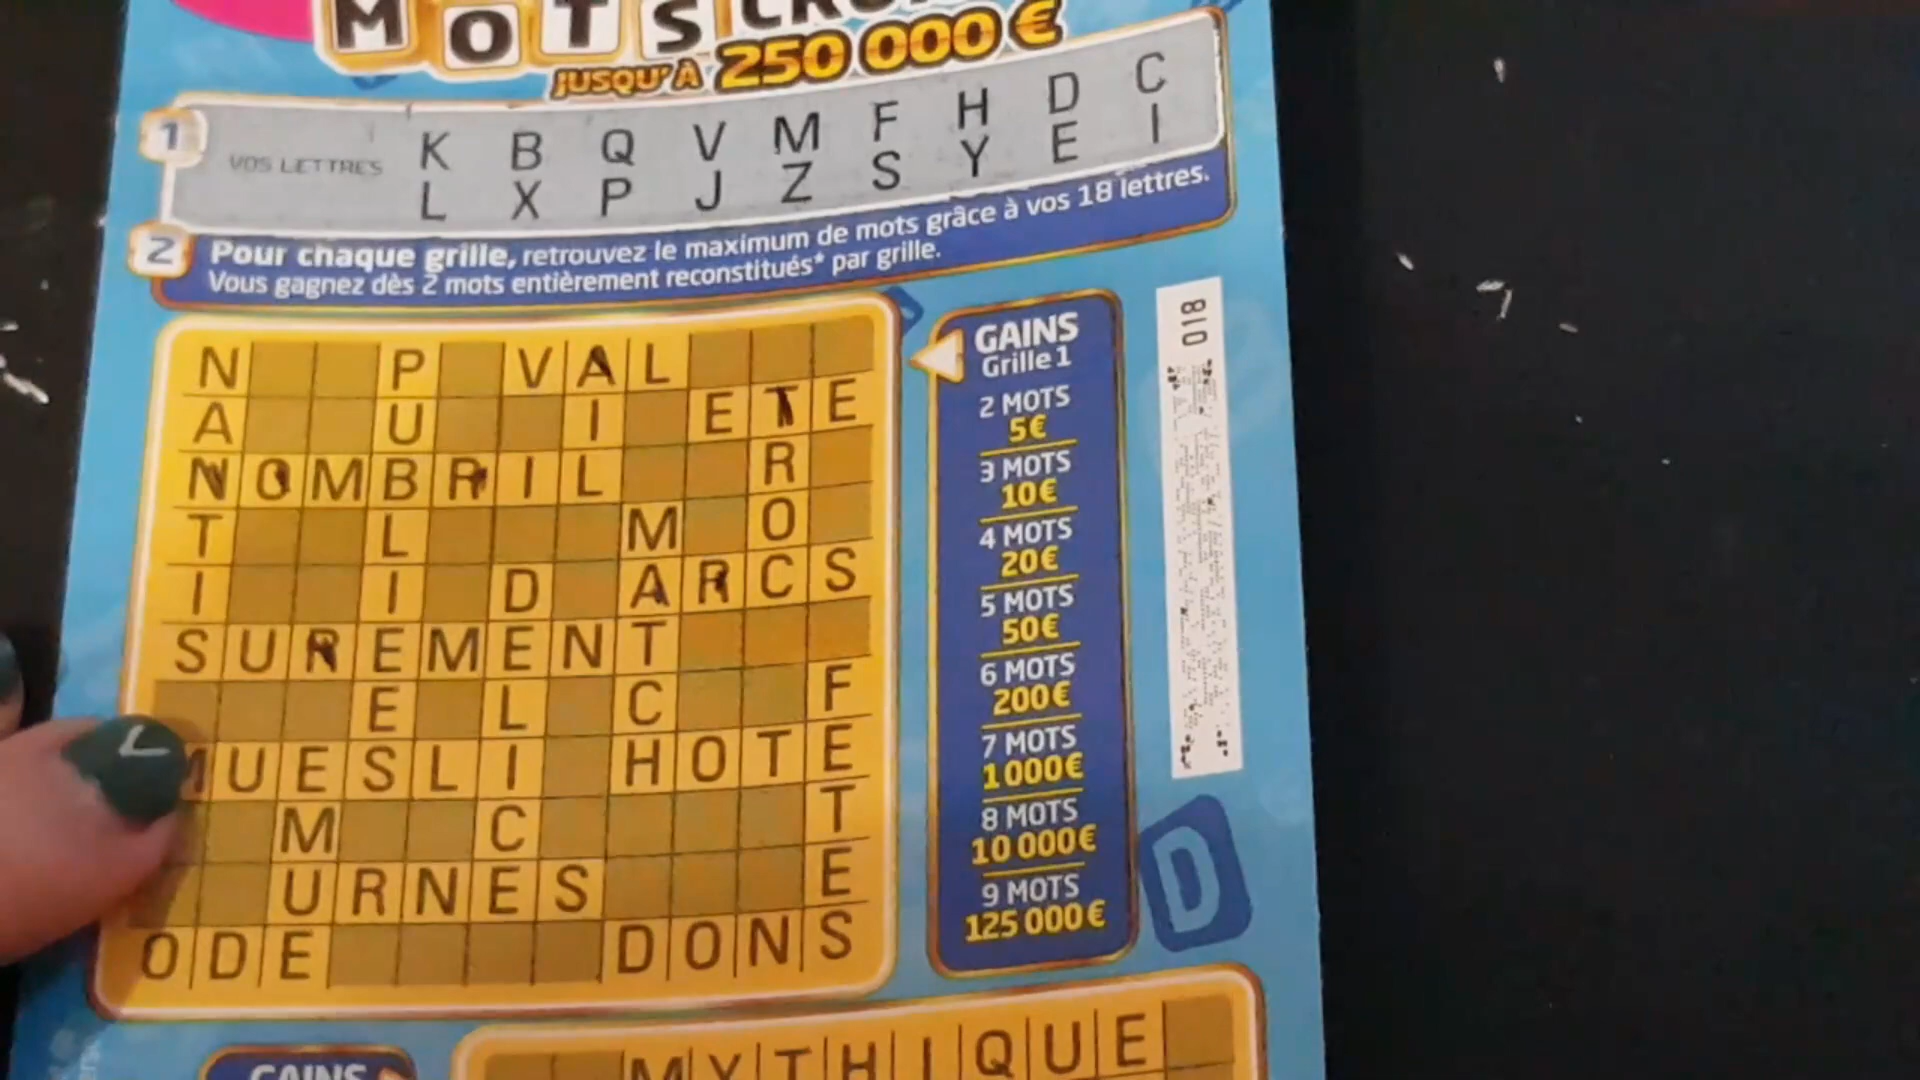 MOTS
JUSQU'À 250 000 €
1
VOS LETTRES
K B Q V M F H D C
L X P J Z S Y E I
2
Pour chaque grille, retrouvez le maximum de mots grâce à vos 18 lettres.
Vous gagnez dès 2 mots entièrement reconstitués* par grille.
N P VAL
A U I ETE
NOMBRIL R
T L M O
I I D ARCS
SUREMENT
E L C F
MUESLI HOTE
M C T
URNES E
ODE DONS
GAINS
Grille 1
2 MOTS
5€
3 MOTS
10€
4 MOTS
20€
5 MOTS
50€
6 MOTS
200€
7 MOTS
1 000€
8 MOTS
10 000€
9 MOTS
125 000€
018
D
GAINS
MYTHIQUE